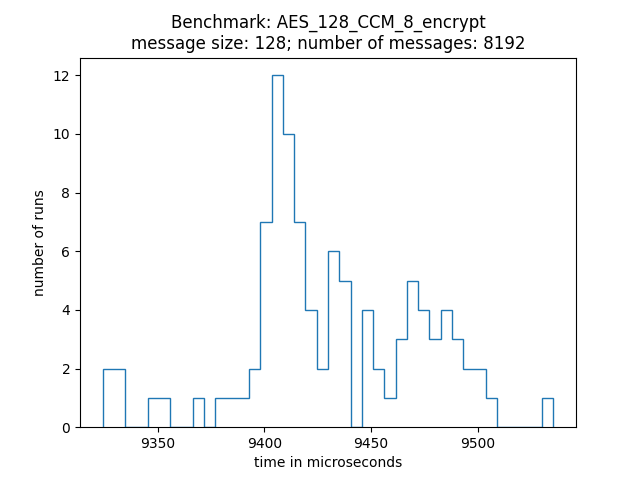 Benchmark: AES_128_CCM_8_encrypt
message size: 128; number of messages: 8192
12
10
8
6
4
2
0
number of runs
9350 9400 9450 9500
time in microseconds